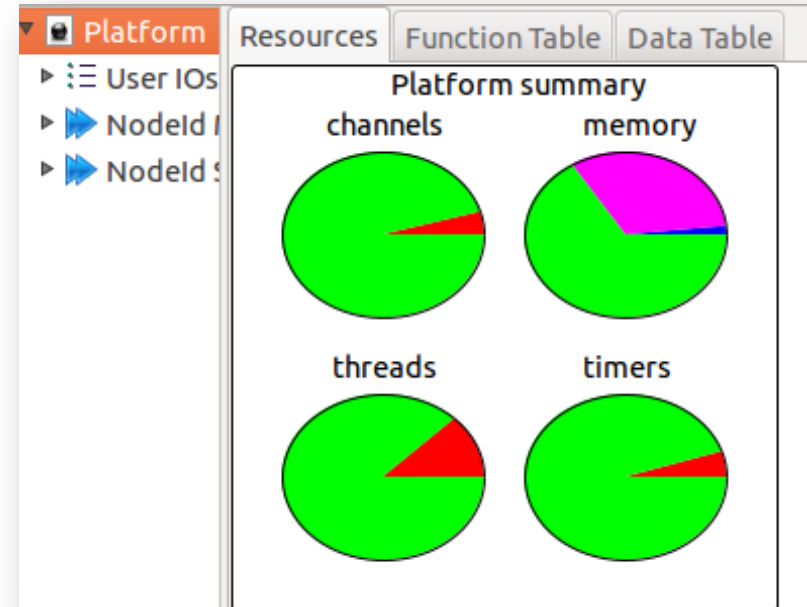 Platform
User IOs
NodeId
NodeId
Resources Function Table Data Table
Platform summary
channels memory
threads timers